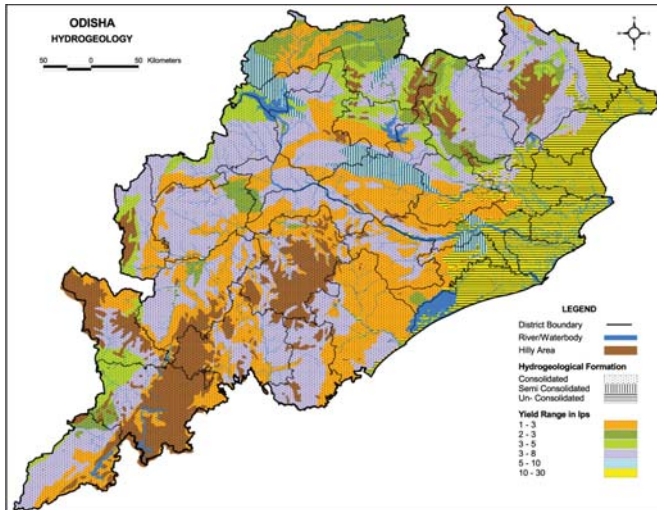 ODISHA
HYDROGEOLOGY
50 0 50 Kilometers
N
LEGEND
District Boundary
River/Waterbody
Hilly Area
Hydrogeological Formation
Consolidated
Semi Consolidated
Un- Consolidated
Yield Range in lps
1 - 3
2 - 3
3 - 5
3 - 8
5 - 10
10 - 30